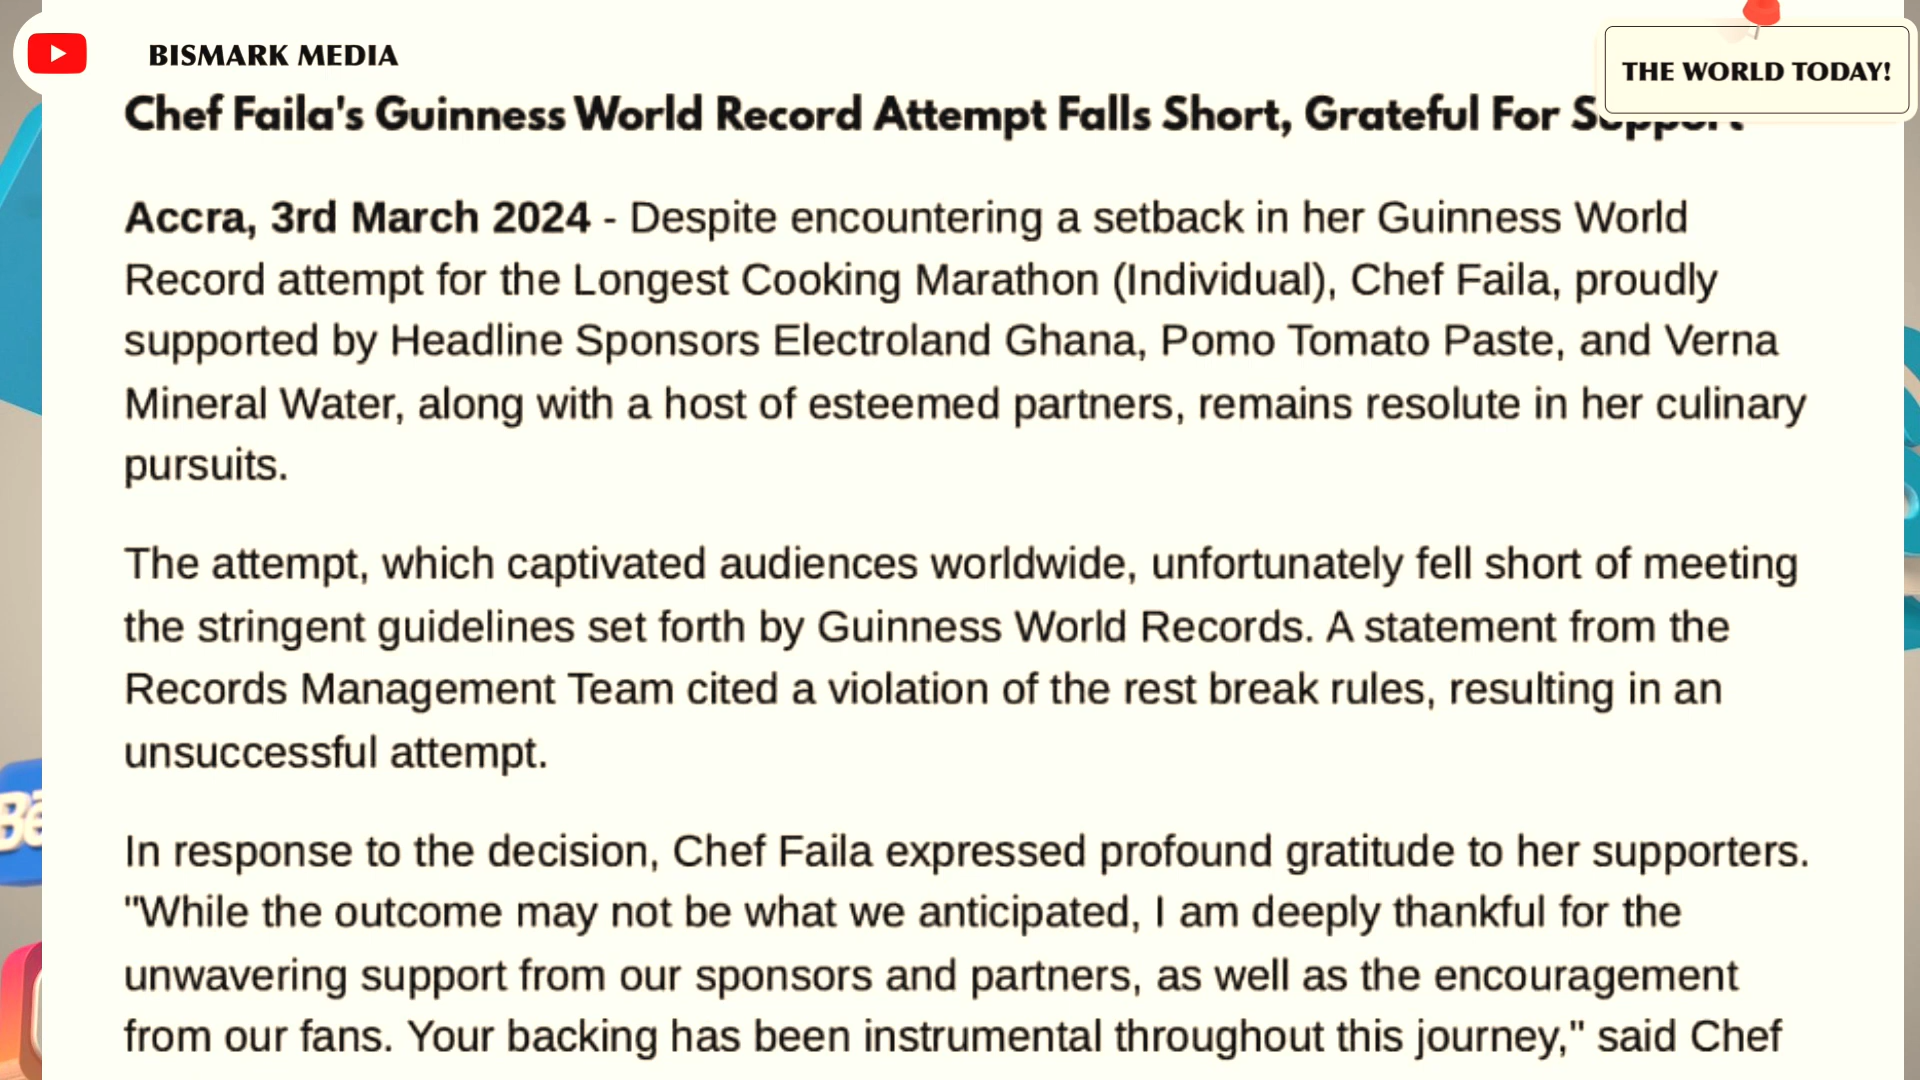 BISMARK MEDIA
THE WORLD TODAY!
Chef Faila's Guinness World Record Attempt Falls Short, Grateful For Support
Accra, 3rd March 2024 - Despite encountering a setback in her Guinness World
Record attempt for the Longest Cooking Marathon (Individual), Chef Faila, proudly
supported by Headline Sponsors Electroland Ghana, Pomo Tomato Paste, and Verna
Mineral Water, along with a host of esteemed partners, remains resolute in her culinary
pursuits.
The attempt, which captivated audiences worldwide, unfortunately fell short of meeting
the stringent guidelines set forth by Guinness World Records. A statement from the
Records Management Team cited a violation of the rest break rules, resulting in an
unsuccessful attempt.
In response to the decision, Chef Faila expressed profound gratitude to her supporters.
"While the outcome may not be what we anticipated, I am deeply thankful for the
unwavering support from our sponsors and partners, as well as the encouragement
from our fans. Your backing has been instrumental throughout this journey," said Chef